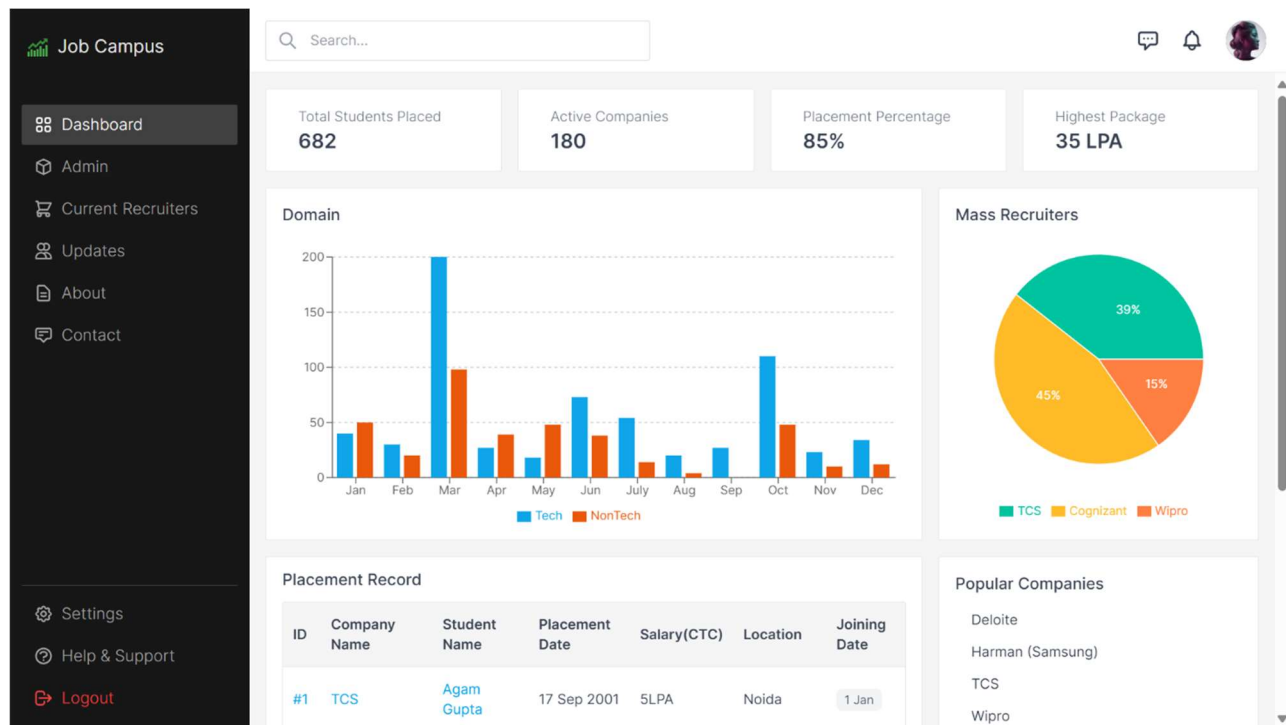 Job Campus
Search...
Dashboard
Admin
Current Recruiters
Updates
About
Contact
Settings
Help & Support
Logout
Total Students Placed
682
Active Companies
180
Placement Percentage
85%
Highest Package
35 LPA
Domain
200
150
100
50
0
Jan Feb Mar Apr May Jun July Aug Sep Oct Nov Dec
Tech NonTech
Mass Recruiters
39%
45%
15%
TCS Cognizant Wipro
Placement Record
ID Company Name Student Name Placement Date Salary(CTC) Location Joining Date
#1 TCS Agam Gupta 17 Sep 2001 5LPA Noida 1 Jan
Popular Companies
Deloite
Harman (Samsung)
TCS
Wipro